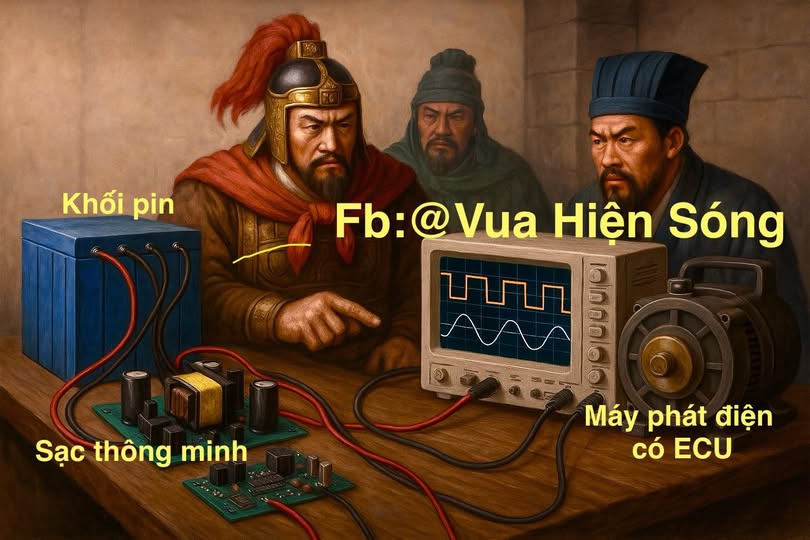 Khối pin
Fb:@Vua Hiện Sóng
Máy phát điện
có ECU
Sạc thông minh